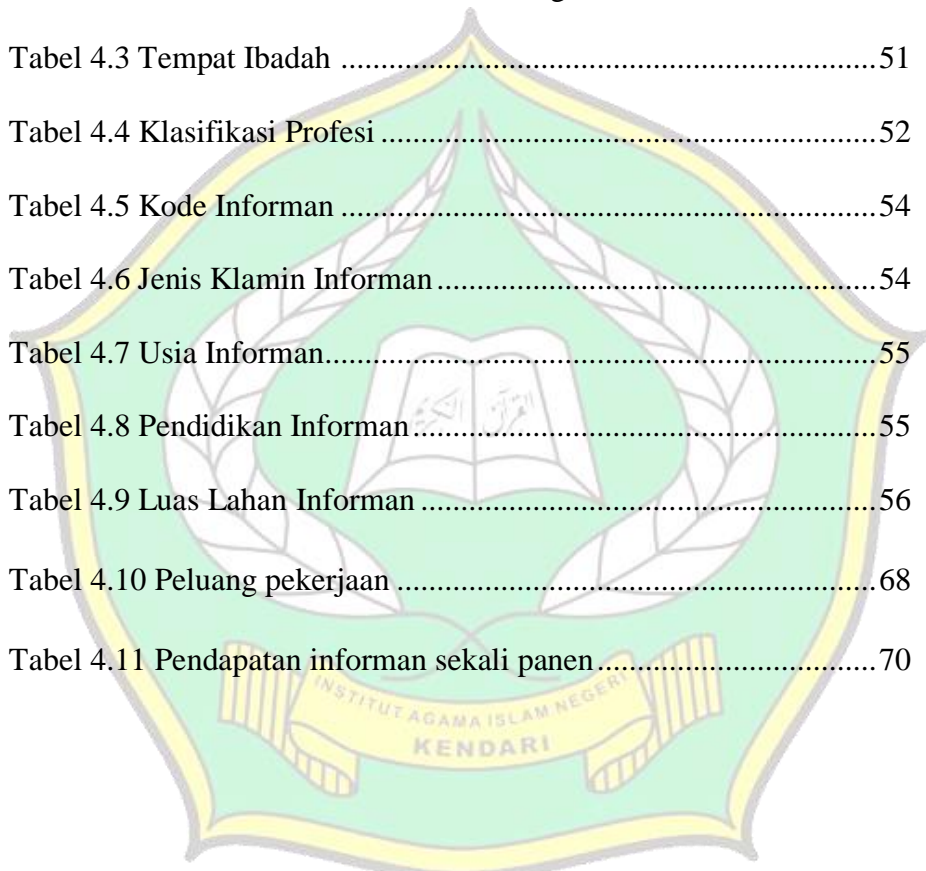 Tabel 4.3 Tempat Ibadah ................................................................. 51
Tabel 4.4 Klasifikasi Profesi ............................................................ 52
Tabel 4.5 Kode Informan ................................................................. 54
Tabel 4.6 Jenis Klamin Informan ..................................................... 54
Tabel 4.7 Usia Informan................................................................... 55
Tabel 4.8 Pendidikan Informan ........................................................ 55
Tabel 4.9 Luas Lahan Informan ....................................................... 56
Tabel 4.10 Peluang pekerjaan .......................................................... 68
Tabel 4.11 Pendapatan informan sekali panen .................................. 70
INSTITUT AGAMA ISLAM NEGERI
KENDARI